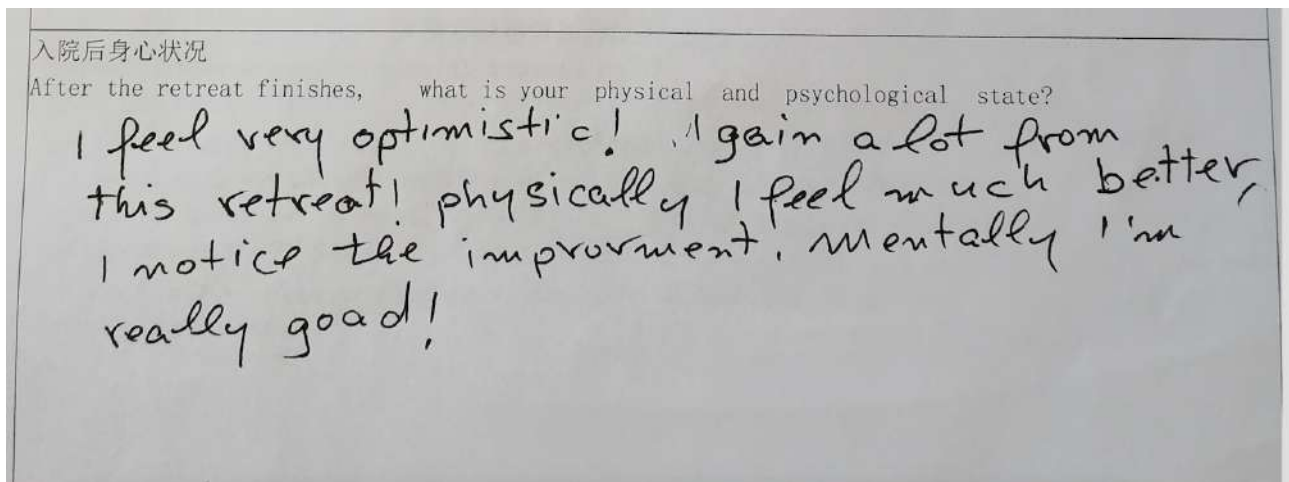 入院后身心状况
After the retreat finishes, what is your physical and psychological state?
I feel very optimistic! I gain a lot from
this retreat! physically I feel much better,
I notice the improvment. Mentally I'm
really goad!